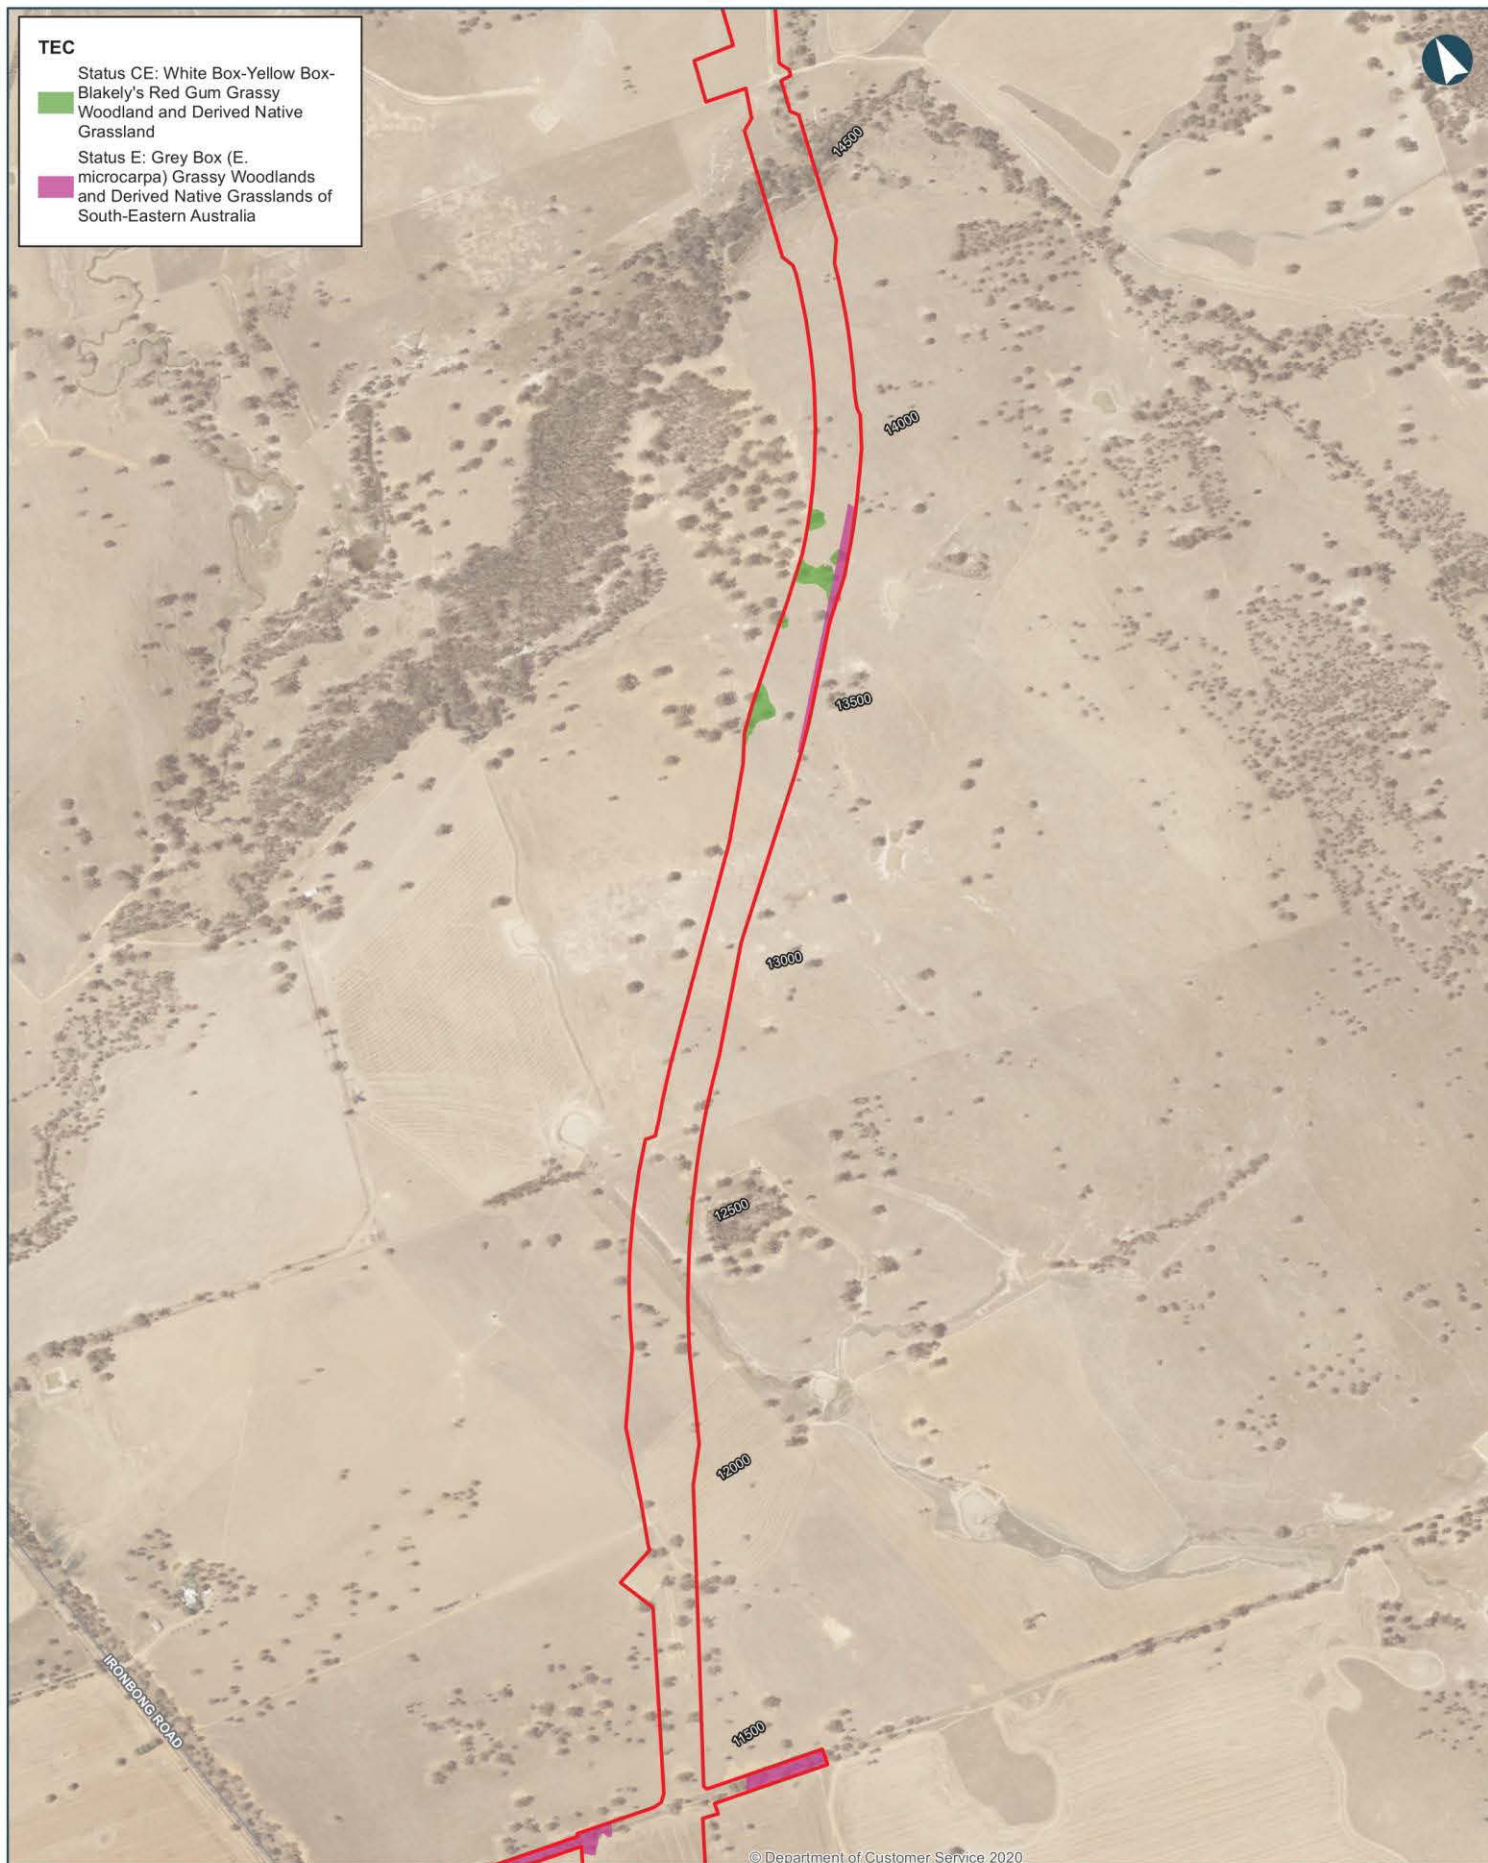 TEC
Status CE: White Box-Yellow Box-
Blakely's Red Gum Grassy
Woodland and Derived Native
Grassland
Status E: Grey Box (E.
microcarpa) Grassy Woodlands
and Derived Native Grasslands of
South-Eastern Australia
14500
14000
13500
13000
12500
12000
11500
IRONBONG ROAD
© Department of Customer Service 2020